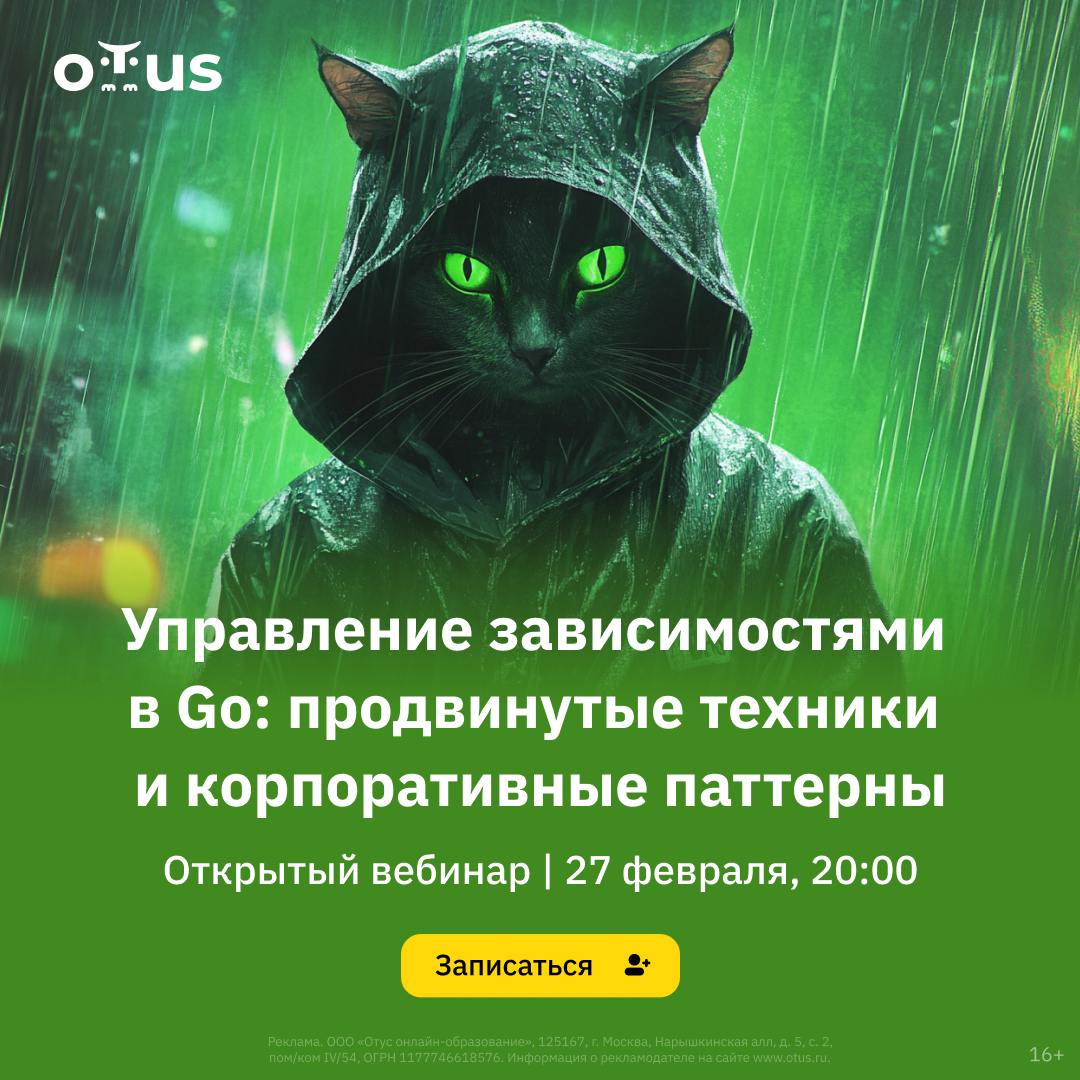 отus
Управление зависимостями
в Go: продвинутые техники
и корпоративные паттерны
Открытый вебинар | 27 февраля, 20:00
Записаться
Реклама. ООО «Отус онлайн-образование», 125167, г. Москва, Нарышкинская алл, д. 5, с. 2,
пом/ком IV/54, ОГРН 1177746618576. Информация о рекламодателе на сайте www.otus.ru.
16+